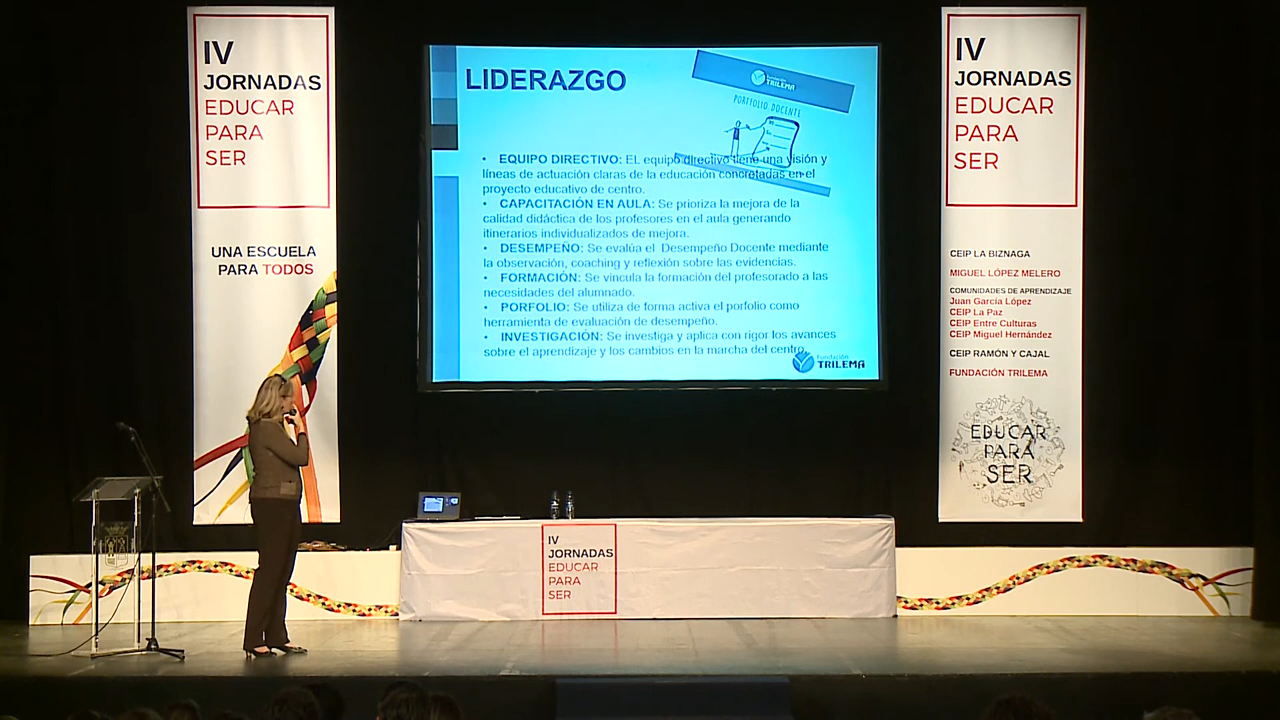 IV
JORNADAS
EDUCAR
PARA
SER
UNA ESCUELA
PARA TODOS
LIDERAZGO
Fundación
TRILEMA
PORTFOLIO DOCENTE
• EQUIPO DIRECTIVO: EL equipo directivo tiene una visión y
líneas de actuación claras de la educación concretadas en el
proyecto educativo de centro.
• CAPACITACIÓN EN AULA: Se prioriza la mejora de la
calidad didáctica de los profesores en el aula generando
itinerarios individualizados de mejora.
• DESEMPEÑO: Se evalúa el Desempeño Docente mediante
la observación, coaching y reflexión sobre las evidencias.
• FORMACIÓN: Se vincula la formación del profesorado a las
necesidades del alumnado.
• PORFOLIO: Se utiliza de forma activa el porfolio como
herramienta de evaluación de desempeño.
• INVESTIGACIÓN: Se investiga y aplica con rigor los avances
sobre el aprendizaje y los cambios en la marcha del centro.
Fundación
TRILEMA
IV
JORNADAS
EDUCAR
PARA
SER
CEIP LA BIZNAGA
MIGUEL LÓPEZ MELERO
COMUNIDADES DE APRENDIZAJE
Juan García López
CEIP La Paz
CEIP Entre Culturas
CEIP Miguel Hernández
CEIP RAMÓN Y CAJAL
FUNDACIÓN TRILEMA
EDUCAR
PARA
SER
IV
JORNADAS
EDUCAR
PARA
SER